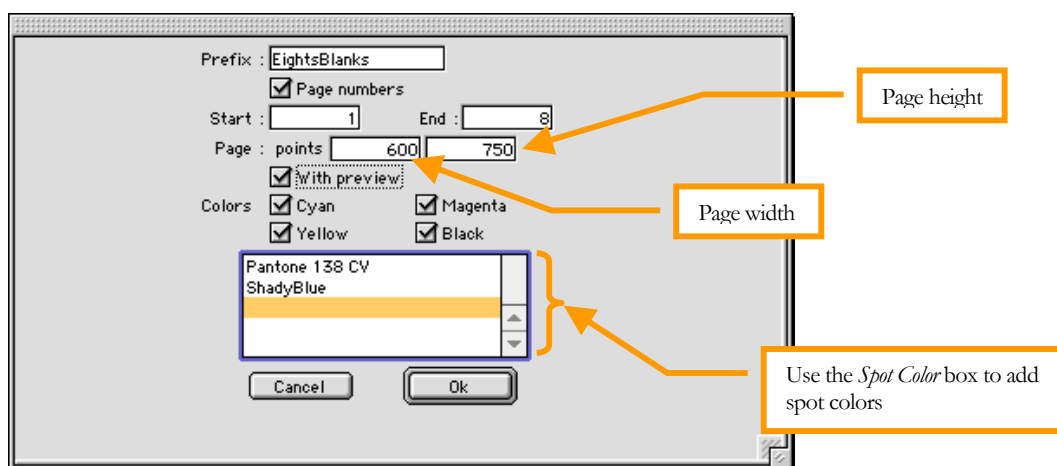 Prefix : EightsBlanks
Page numbers
Start : 1 End : 8
Page : points 600 750
With preview
Colors Cyan Magenta
Yellow Black
Pantone 138 CV
ShadyBlue
Cancel Ok
Page height
Page width
Use the Spot Color box to add
spot colors